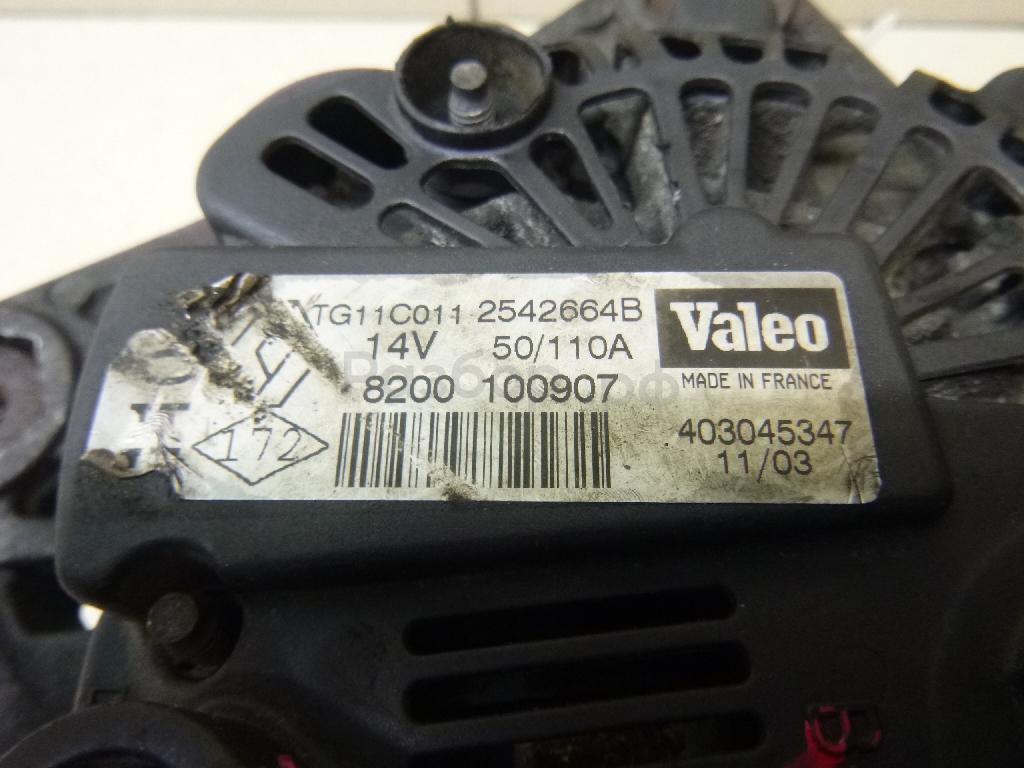 TG11C011 2542664B
Valeo
14V 50/110A
MADE IN FRANCE
8200 100907
172
403045347
11/03